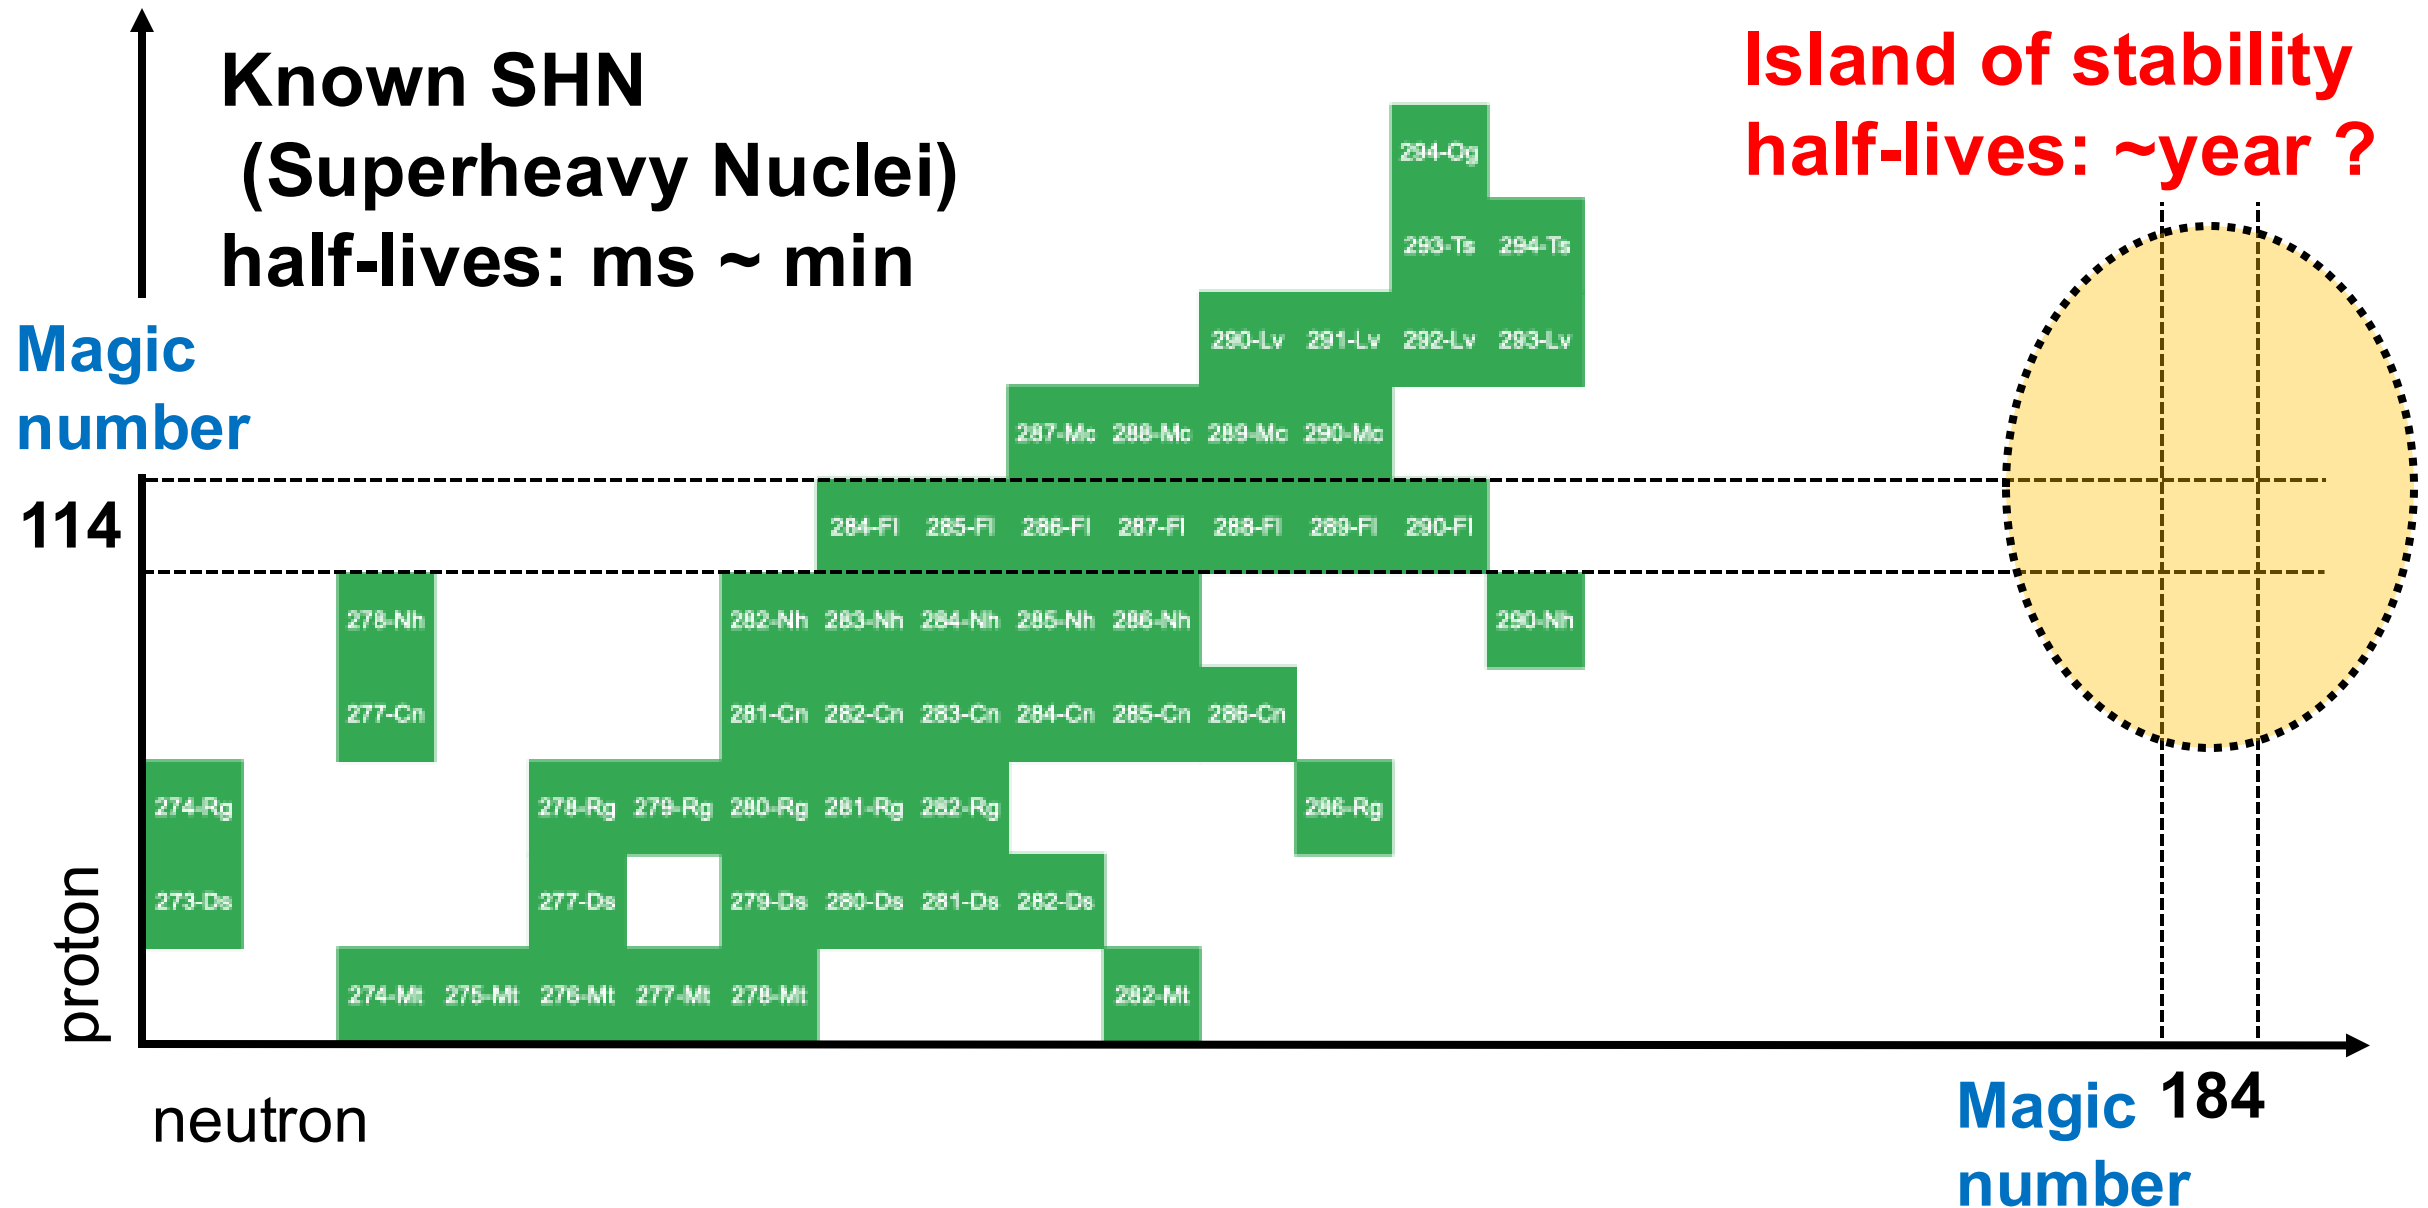 Known SHN
(Superheavy Nuclei)
half-lives: ms ~ min
Island of stability
half-lives: ~year ?
Magic
number
114
proton
neutron
Magic
number
184
294-Og
293-Ts 294-Ts
290-Lv 291-Lv 292-Lv 293-Lv
287-Mc 288-Mc 289-Mc 290-Mc
284-Fl 285-Fl 286-Fl 287-Fl 288-Fl 289-Fl 290-Fl
278-Nh 282-Nh 283-Nh 284-Nh 285-Nh 286-Nh 290-Nh
277-Cn 281-Cn 282-Cn 283-Cn 284-Cn 285-Cn 286-Cn
274-Rg 278-Rg 279-Rg 280-Rg 281-Rg 282-Rg 286-Rg
273-Ds 277-Ds 279-Ds 280-Ds 281-Ds 282-Ds
274-Mt 275-Mt 276-Mt 277-Mt 278-Mt 282-Mt